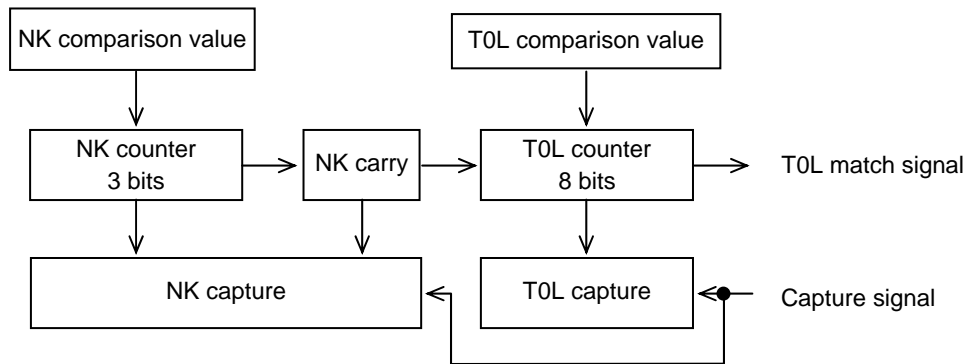 NK comparison value
T0L comparison value
NK counter
3 bits
NK carry
T0L counter
8 bits
T0L match signal
NK capture
T0L capture
Capture signal